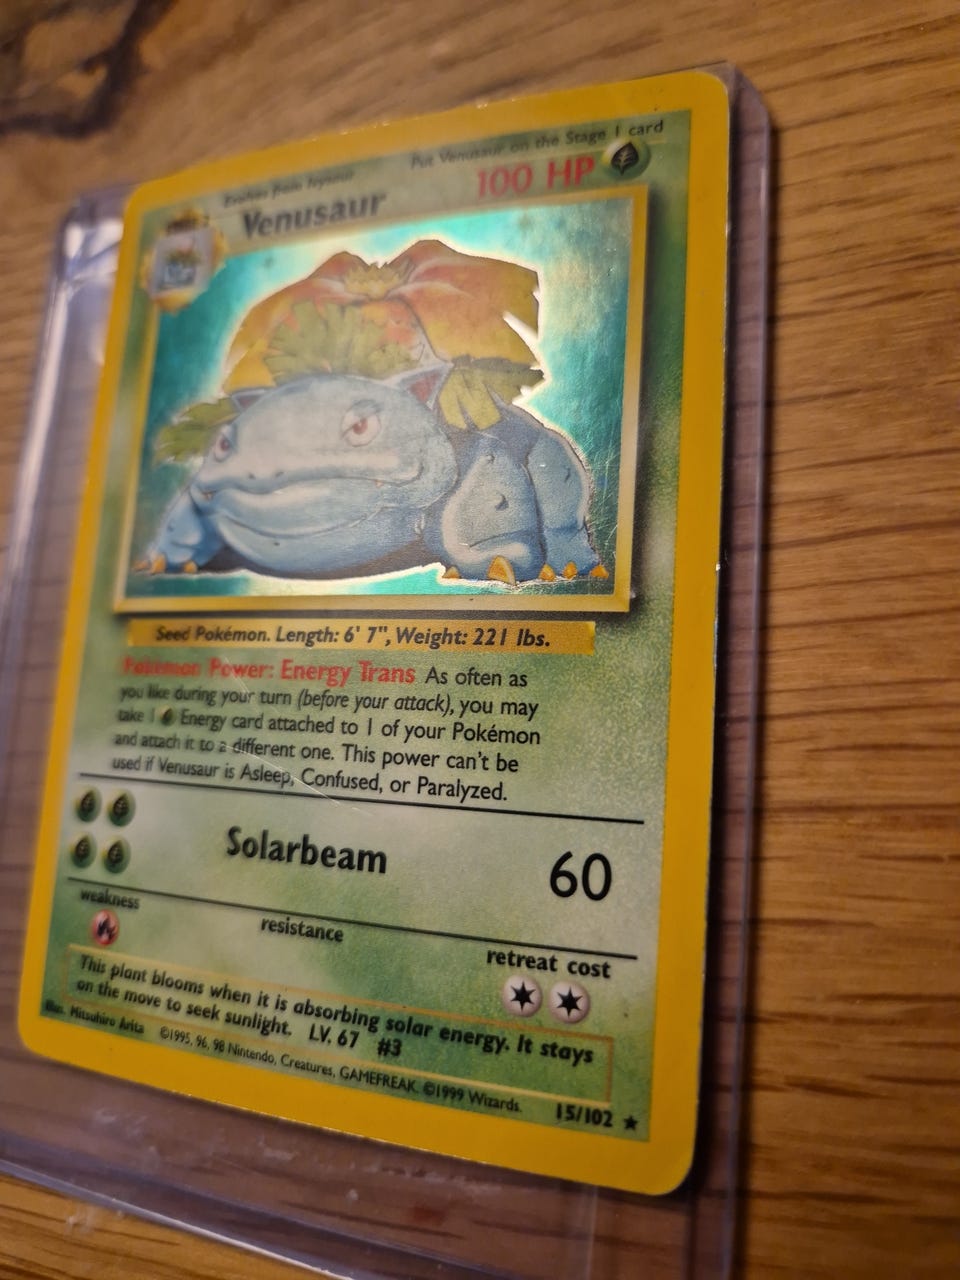 Evolves from Ivysaur
Put Venusaur on the Stage 1 card
Venusaur
100 HP
Seed Pokémon. Length: 6' 7", Weight: 221 lbs.
Pokémon Power: Energy Trans As often as
you like during your turn (before your attack), you may
take 1 Energy card attached to 1 of your Pokémon
and attach it to a different one. This power can't be
used if Venusaur is Asleep, Confused, or Paralyzed.
Solarbeam
60
weakness
resistance
retreat cost
This plant blooms when it is absorbing solar energy. It stays
on the move to seek sunlight. LV. 67 #3
Illus. Mitsuhiro Arita ©1995, 96, 98 Nintendo, Creatures, GAMEFREAK. ©1999 Wizards. 15/102